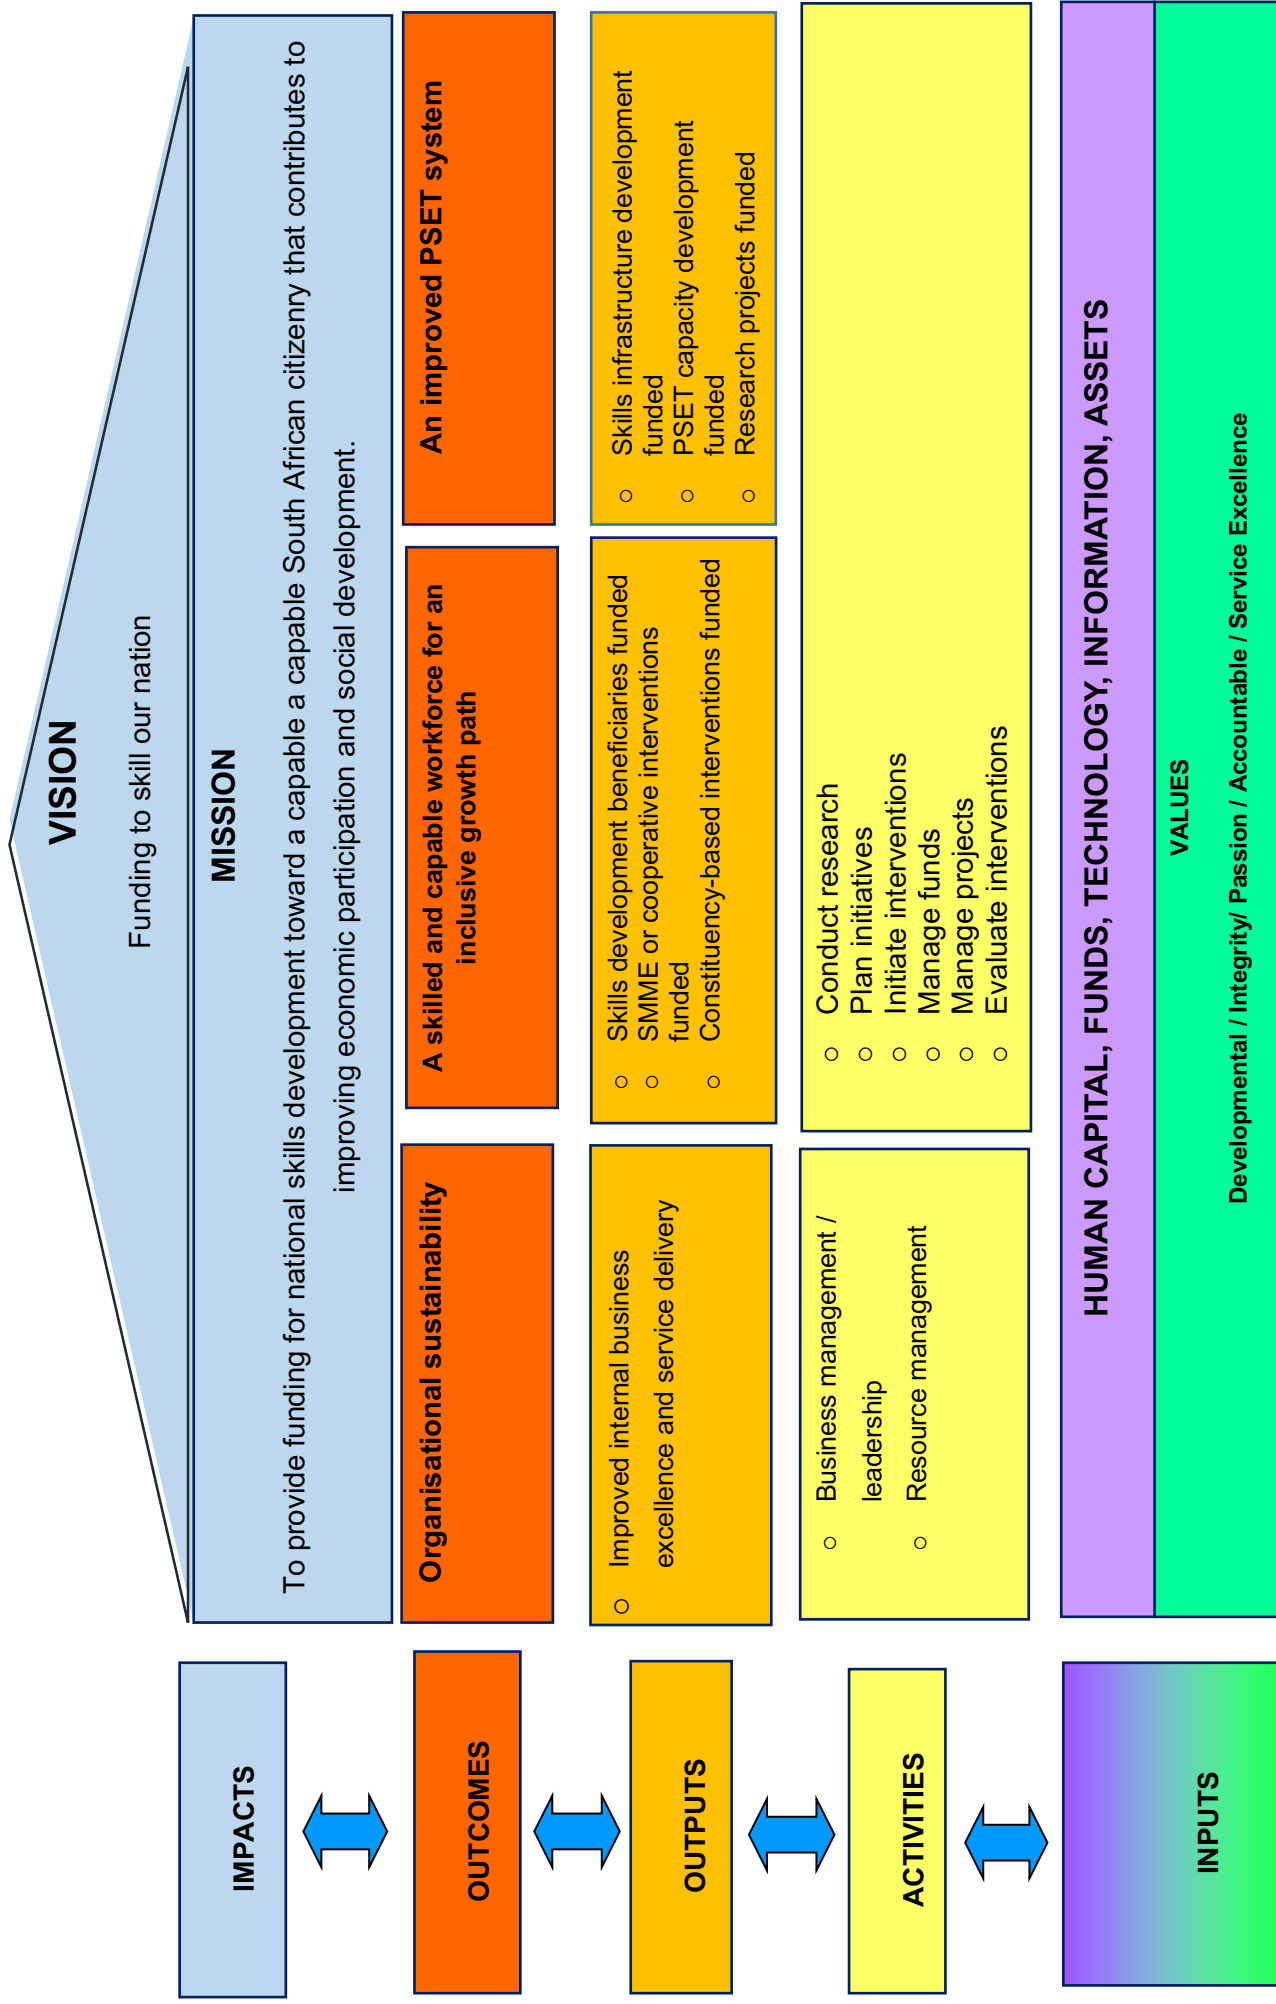 VISION
Funding to skill our nation
MISSION
To provide funding for national skills development toward a capable a capable South African citizenry that contributes to
improving economic participation and social development.
IMPACTS
OUTCOMES
Organisational sustainability
A skilled and capable workforce for an
inclusive growth path
An improved PSET system
OUTPUTS
○ Improved internal business
excellence and service delivery
○ Skills development beneficiaries funded
○ SMME or cooperative interventions
funded
○ Constituency-based interventions funded
○ Skills infrastructure development
funded
○ PSET capacity development
funded
○ Research projects funded
ACTIVITIES
○ Business management /
leadership
○ Resource management
○ Conduct research
○ Plan initiatives
○ Initiate interventions
○ Manage funds
○ Manage projects
○ Evaluate interventions
INPUTS
HUMAN CAPITAL, FUNDS, TECHNOLOGY, INFORMATION, ASSETS
VALUES
Developmental / Integrity/ Passion / Accountable / Service Excellence